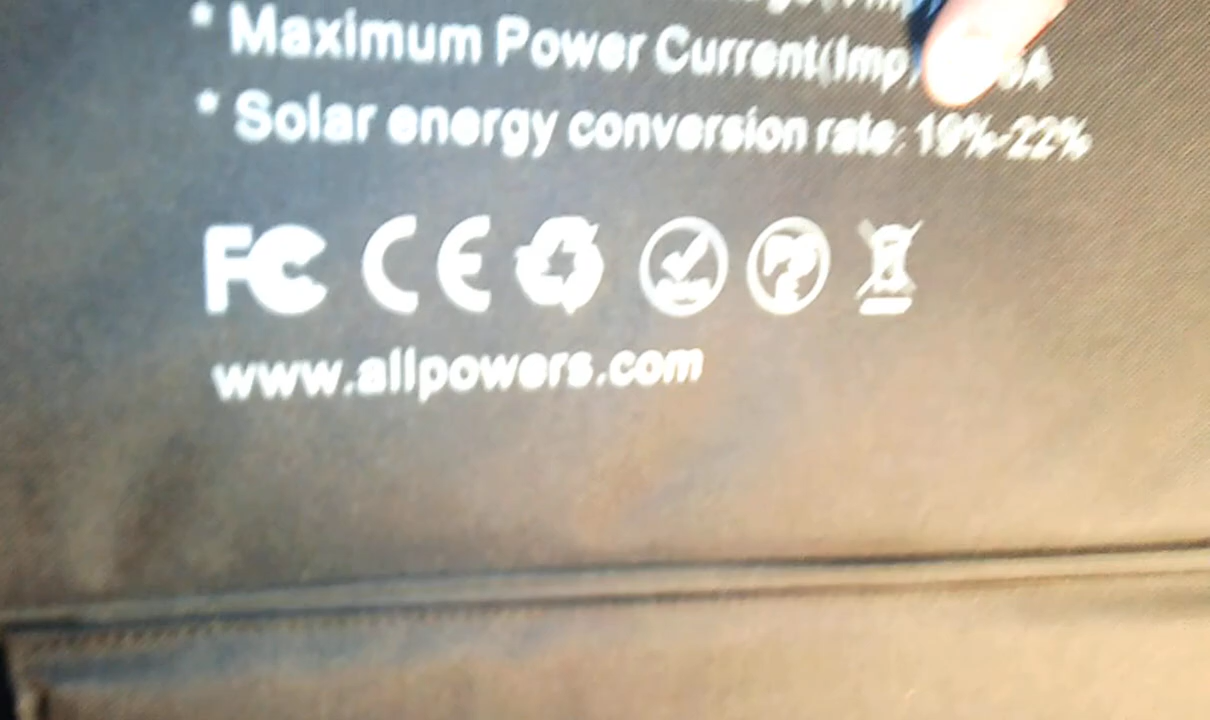 * Maximum Power Current(Imp)
* Solar energy conversion rate: 19%-22%
FC CE
www.allpowers.com